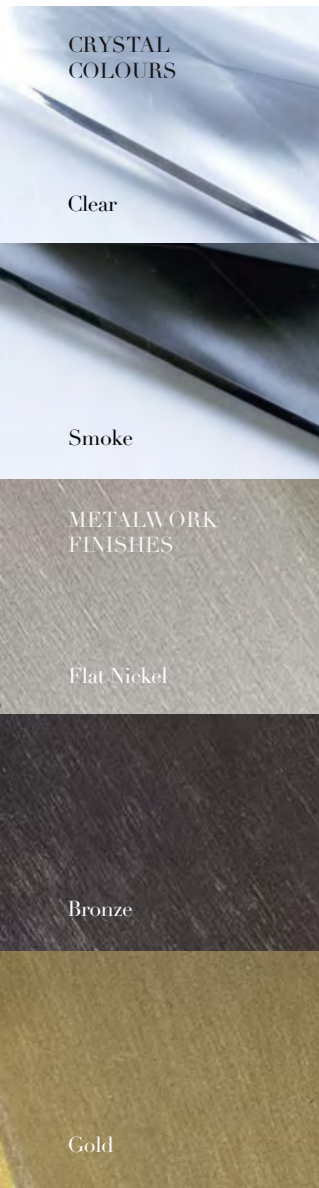 CRYSTAL
COLOURS
Clear
Smoke
METALWORK
FINISHES
Flat Nickel
Bronze
Gold